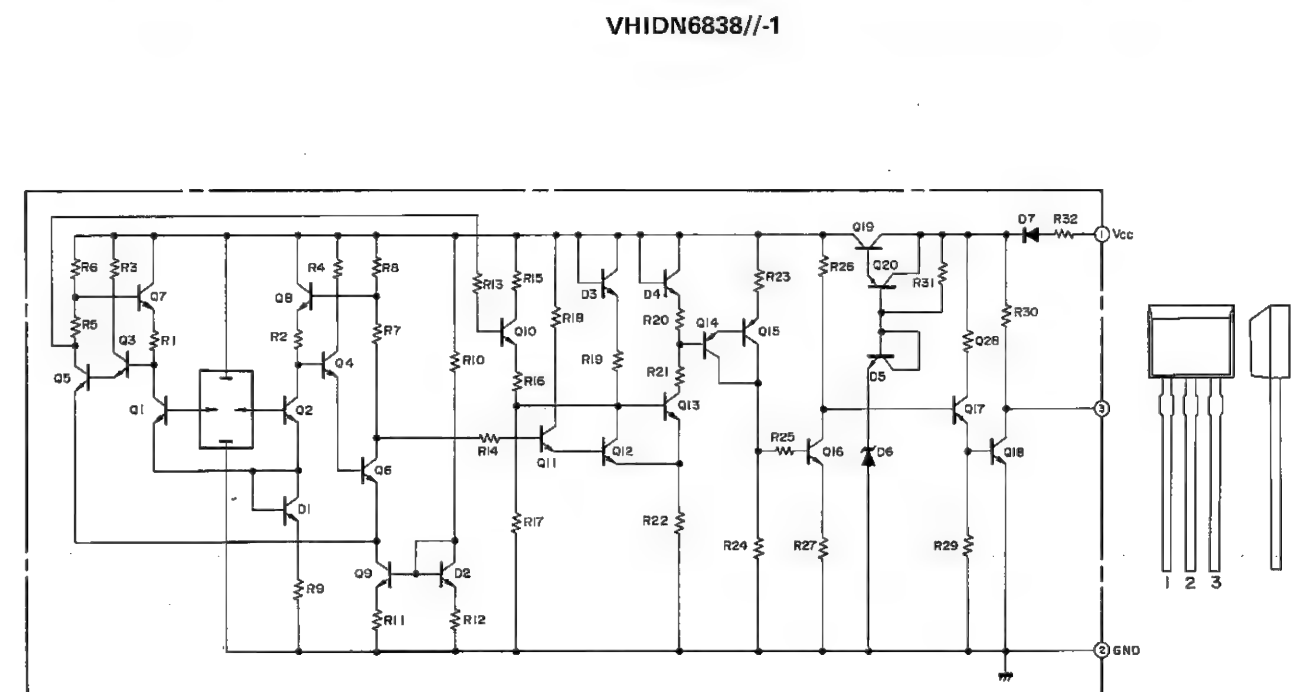 VHIDN6838//-1
D7 R32
Q19
1 Vcc
R6 R3 R4 R8 R23 R26 Q20 R31
Q7 Q8 R13 R15 D3 D4
R5 R1 R2 R7 Q10 R18 R20 Q14 Q15 R30
Q3 Q4 R10 R19 Q28
Q5 R16 R21 D5
Q1 Q2 Q13 3 Q17
R14 Q11 Q12 R25 Q16 D6 Q18
Q6
D1
R17 R22 R24 R27 R29
Q9 D2
R9 R11 R12
1 2 3
2 GND